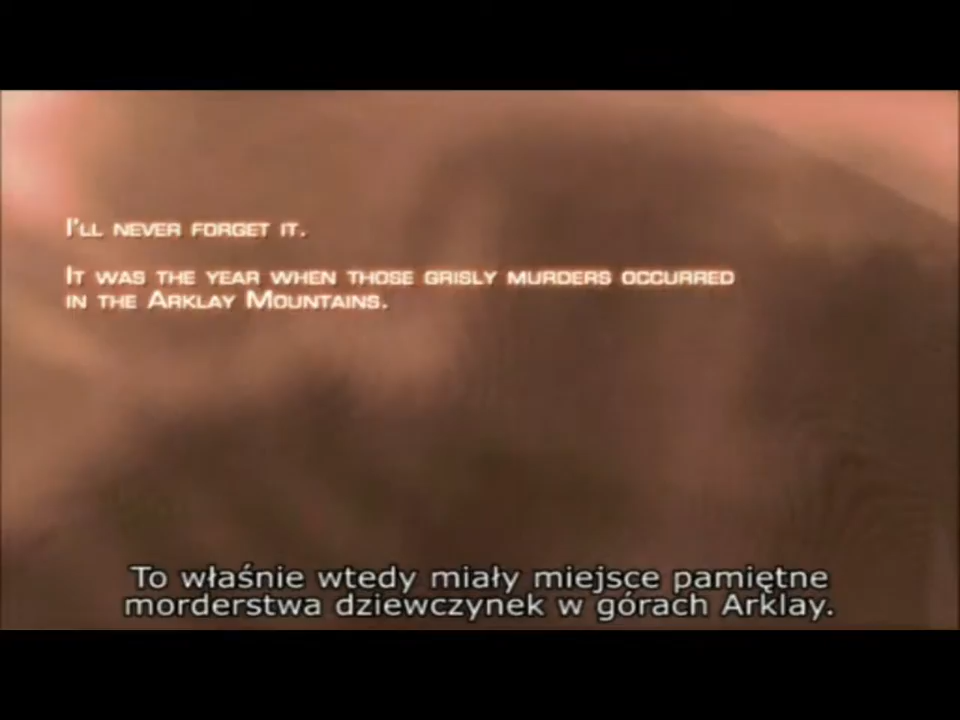 I'LL NEVER FORGET IT.
IT WAS THE YEAR WHEN THOSE GRISLY MURDERS OCCURRED
IN THE ARKLAY MOUNTAINS.
To właśnie wtedy miały miejsce pamiętne
morderstwa dziewczynek w górach Arklay.